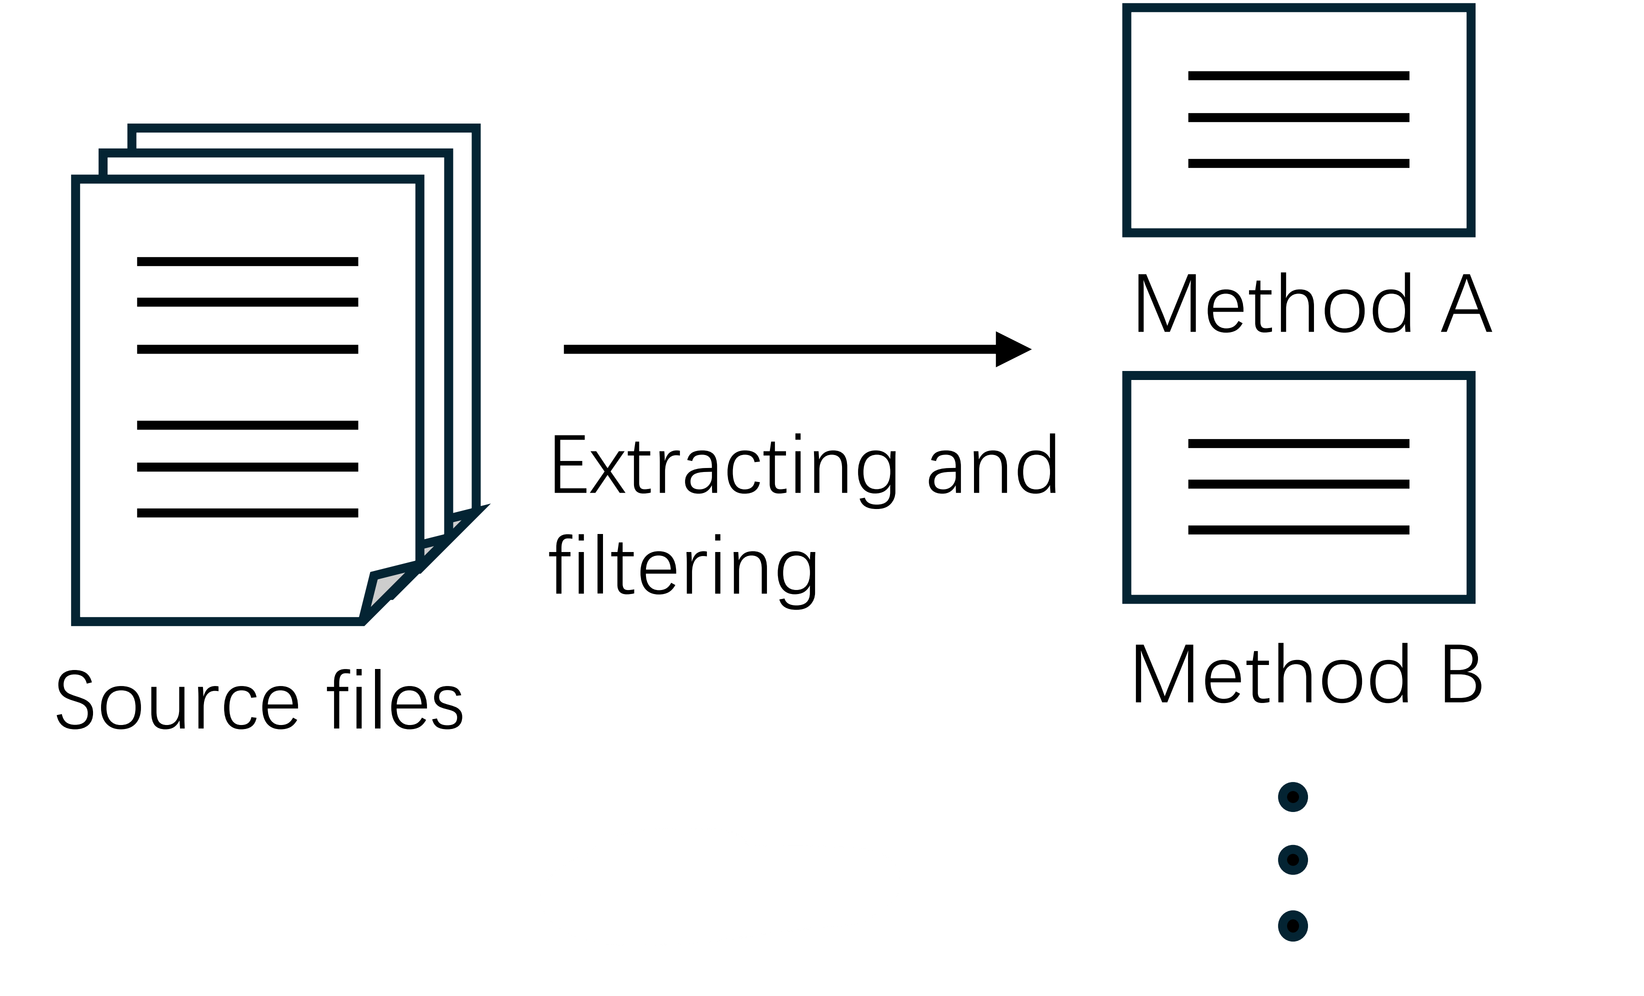 Source files
Extracting and
filtering
Method A
Method B